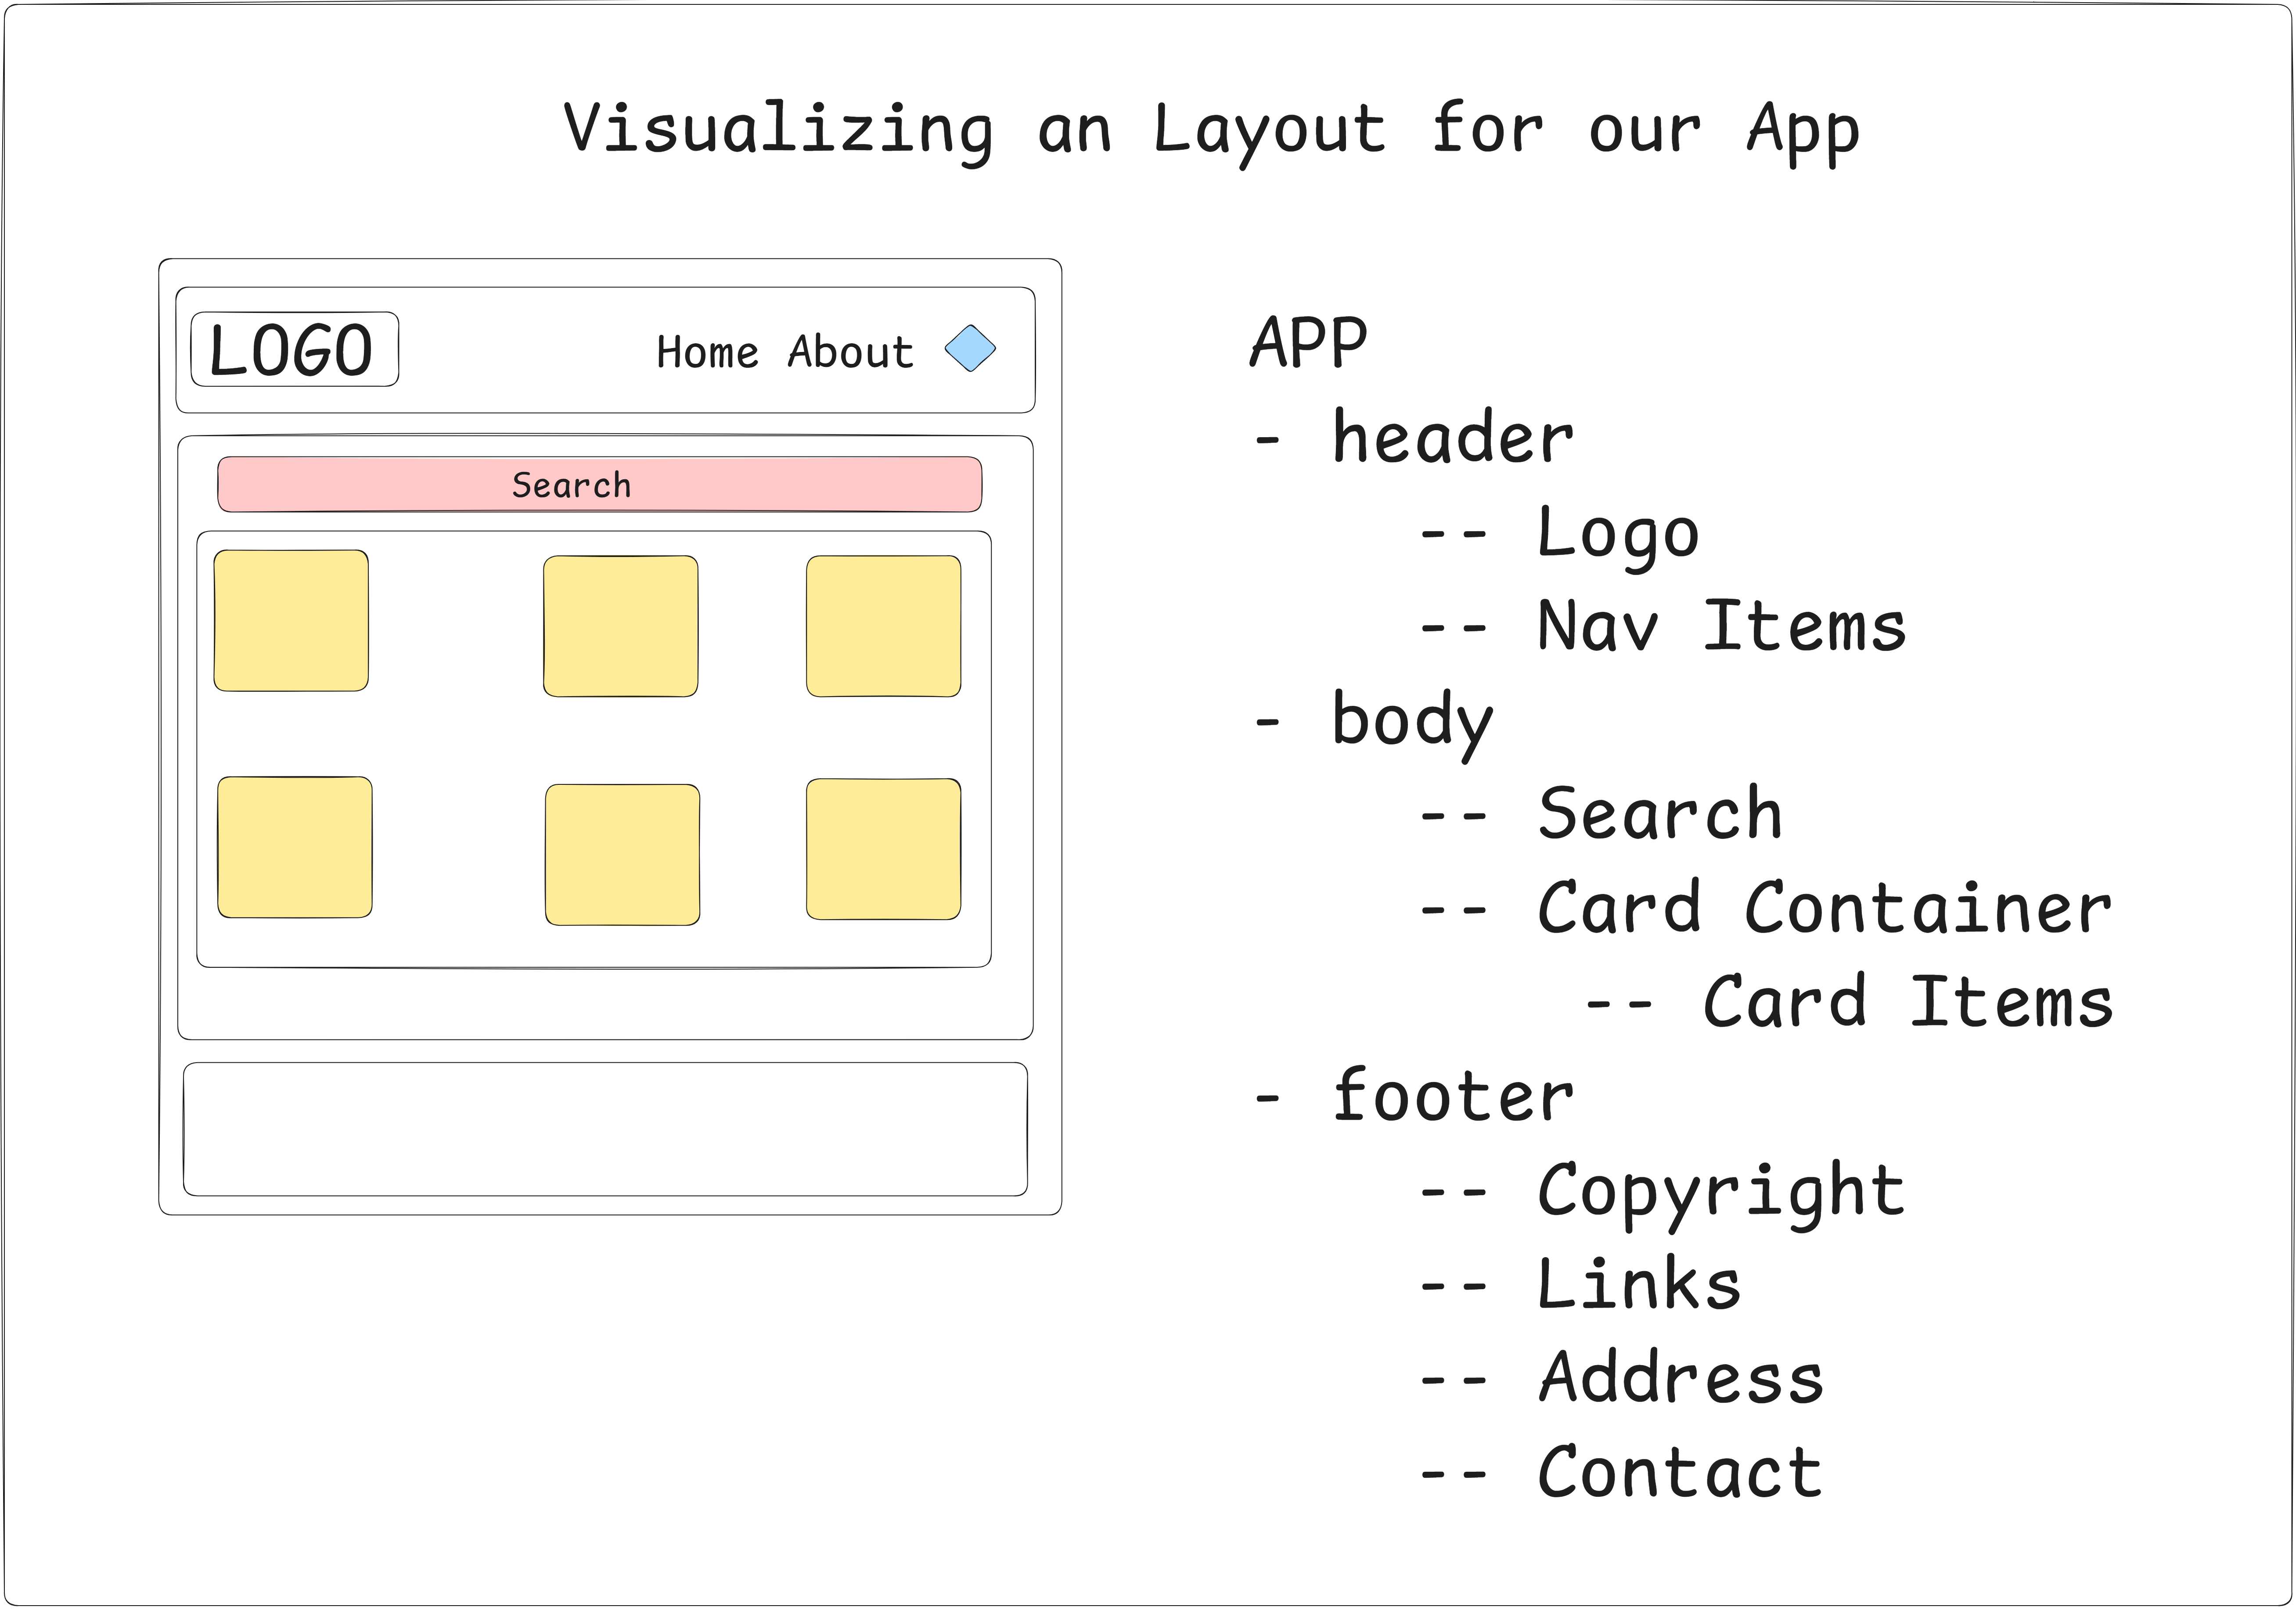 Visualizing an Layout for our App
LOGO
Home About
Search
APP
- header
-- Logo
-- Nav Items
- body
-- Search
-- Card Container
-- Card Items
- footer
-- Copyright
-- Links
-- Address
-- Contact